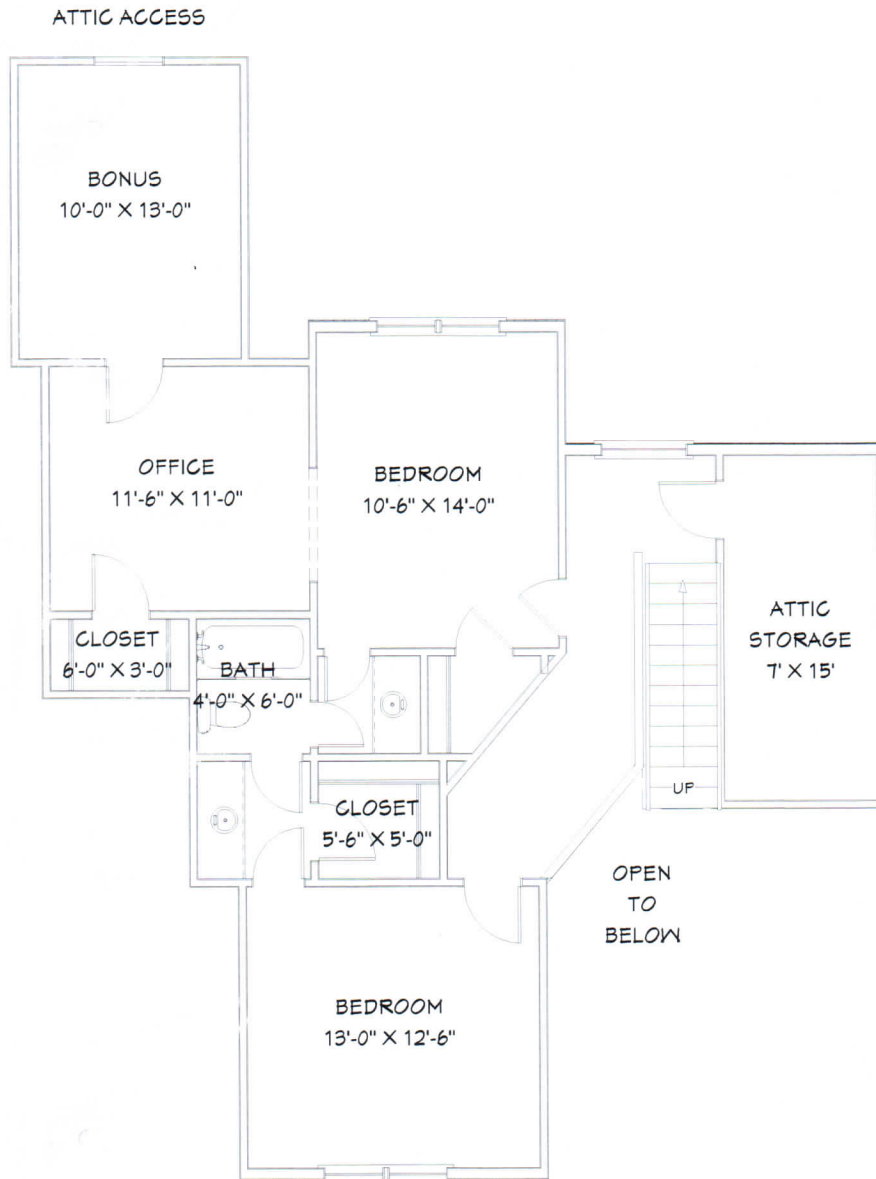 ATTIC ACCESS
BONUS
10'-0" X 13'-0"
OFFICE
11'-6" X 11'-0"
BEDROOM
10'-6" X 14'-0"
ATTIC
STORAGE
7' X 15'
CLOSET
6'-0" X 3'-0"
BATH
4'-0" X 6'-0"
UP
CLOSET
5'-6" X 5'-0"
OPEN
TO
BELOW
BEDROOM
13'-0" X 12'-6"